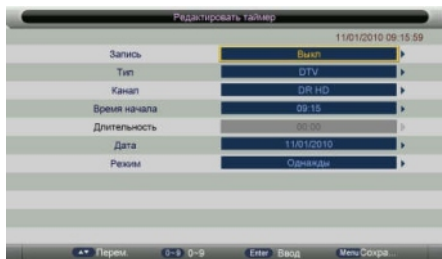 Редактировать таймер
11/01/2010 09:15:59
Запись Выкл
Тип DTV
Канал DR HD
Время начала 09:15
Длительность 00:00
Дата 11/01/2010
Режим Однажды
Перем. 0~9 0~9 Enter Ввод Menu Сохра...